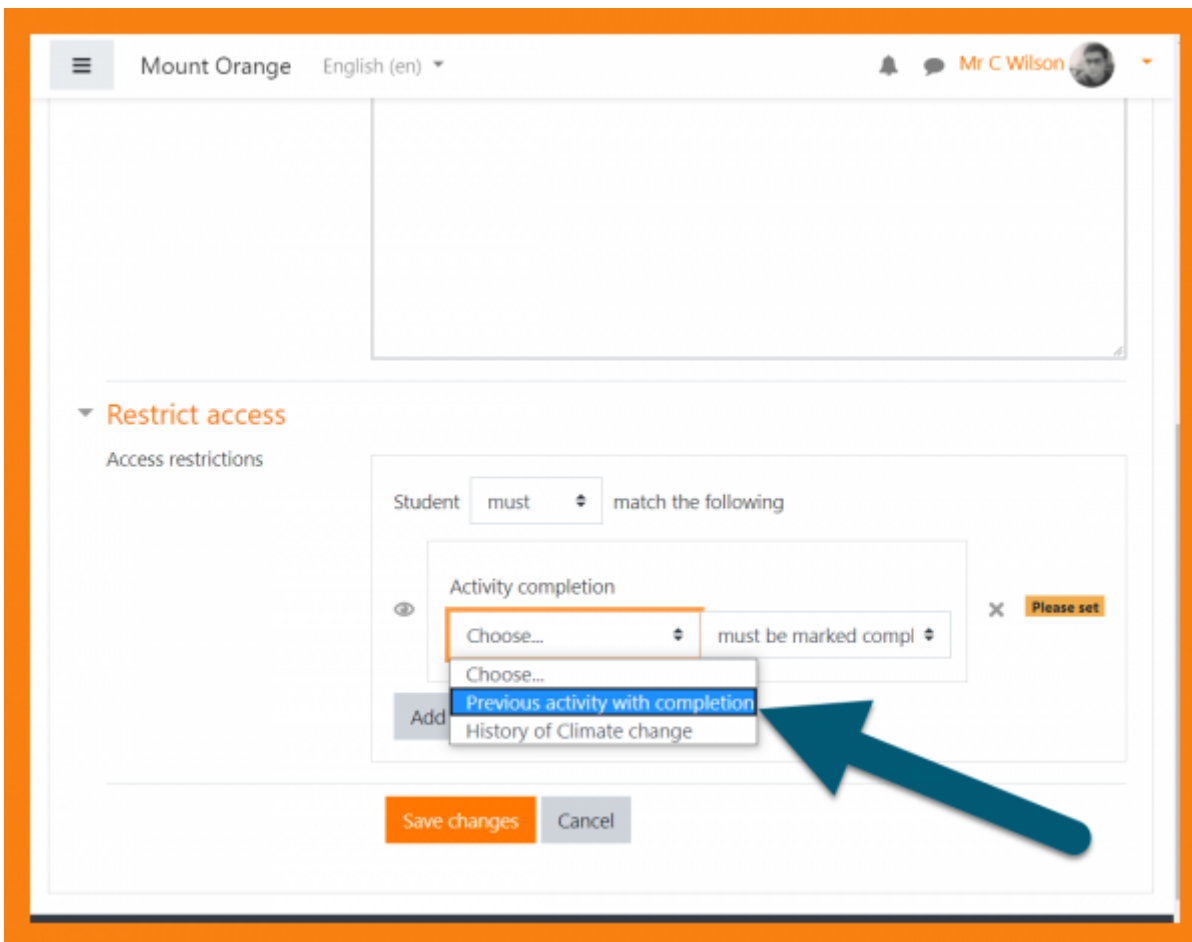 Mount Orange English (en) Mr C Wilson
Restrict access
Access restrictions
Student must match the following
Activity completion
Choose... must be marked compl
Please set
Choose...
Previous activity with completion
History of Climate change
Add
Save changes Cancel